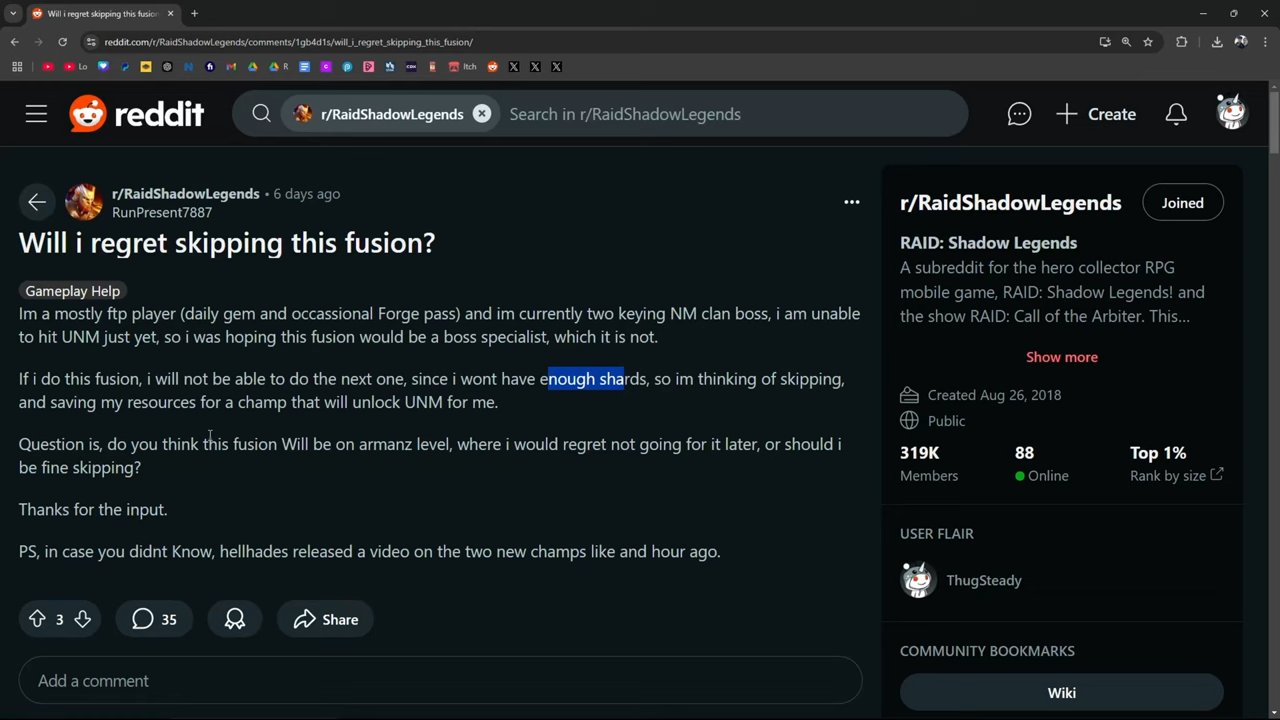 Will i regret skipping this fusion
reddit.com/r/RaidShadowLegends/comments/1gb4d1s/will_i_regret_skipping_this_fusion/
Lo
R
Itch
reddit
r/RaidShadowLegends
Search in r/RaidShadowLegends
Create
r/RaidShadowLegends • 6 days ago
RunPresent7887
Will i regret skipping this fusion?
Gameplay Help
Im a mostly ftp player (daily gem and occassional Forge pass) and im currently two keying NM clan boss, i am unable
to hit UNM just yet, so i was hoping this fusion would be a boss specialist, which it is not.
If i do this fusion, i will not be able to do the next one, since i wont have enough shards, so im thinking of skipping,
and saving my resources for a champ that will unlock UNM for me.
Question is, do you think this fusion Will be on armanz level, where i would regret not going for it later, or should i
be fine skipping?
Thanks for the input.
PS, in case you didnt Know, hellhades released a video on the two new champs like and hour ago.
3
35
Share
Add a comment
r/RaidShadowLegends
Joined
RAID: Shadow Legends
A subreddit for the hero collector RPG
mobile game, RAID: Shadow Legends! and
the show RAID: Call of the Arbiter. This...
Show more
Created Aug 26, 2018
Public
319K 88 Top 1%
Members Online Rank by size
USER FLAIR
ThugSteady
COMMUNITY BOOKMARKS
Wiki